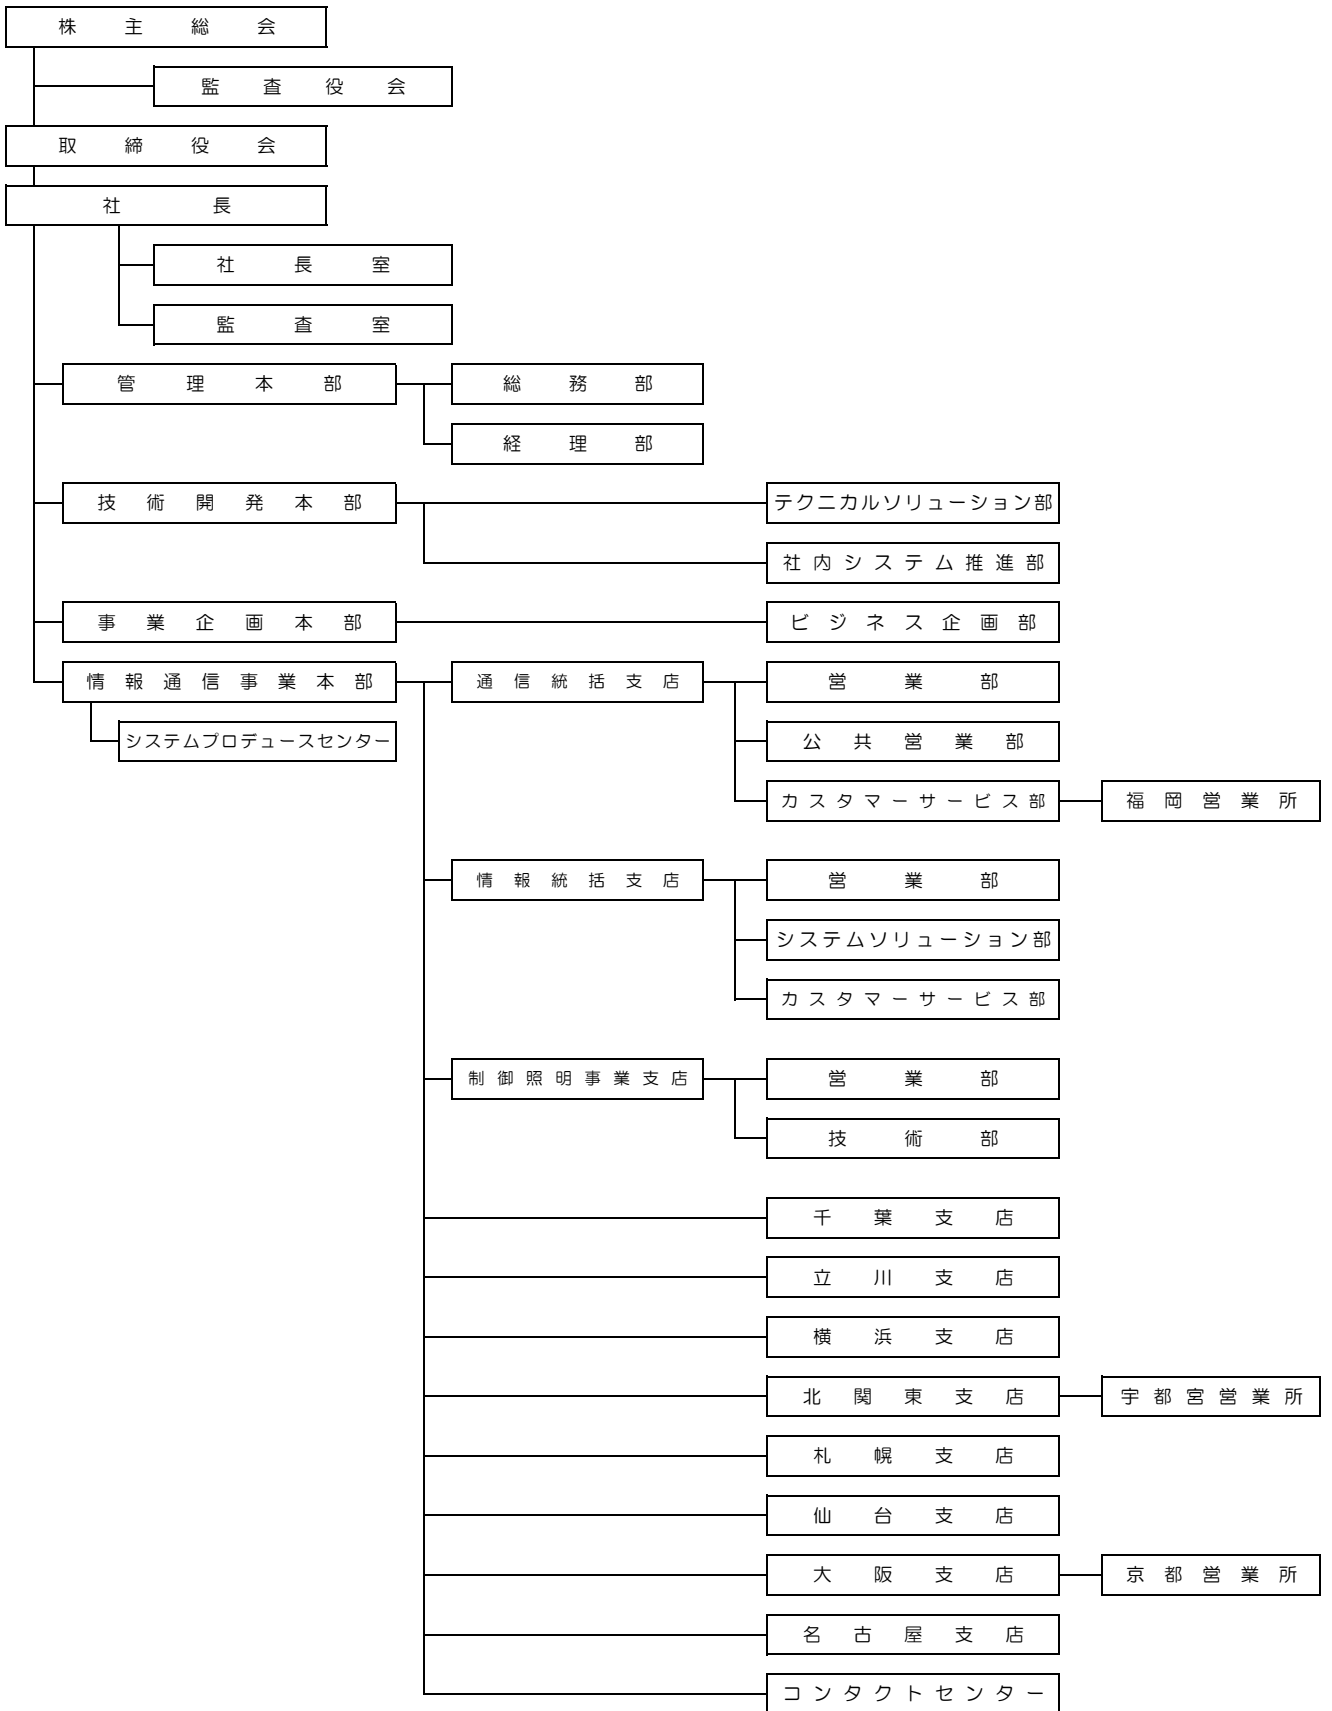 株主総会
監査役会
取締役会
社長
社長室
監査室
管理本部 総務部
経理部
技術開発本部 テクニカルソリューション部
社内システム推進部
事業企画本部 ビジネス企画部
情報通信事業本部 通信統括支店 営業部
システムプロデュースセンター 公共営業部
カスタマーサービス部 福岡営業所
情報統括支店 営業部
システムソリューション部
カスタマーサービス部
制御照明事業支店 営業部
技術部
千葉支店
立川支店
横浜支店
北関東支店 宇都宮営業所
札幌支店
仙台支店
大阪支店 京都営業所
名古屋支店
コンタクトセンター